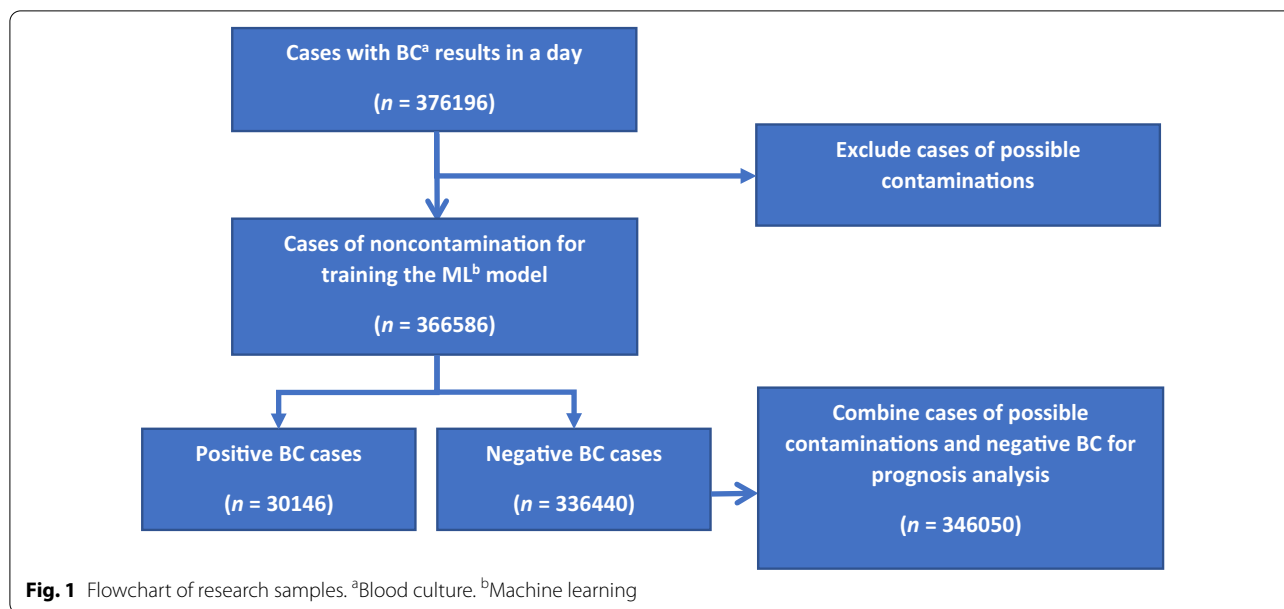 Cases with BCᵃ results in a day
(n = 376196)
Exclude cases of possible
contaminations
Cases of noncontamination for
training the MLᵇ model
(n = 366586)
Positive BC cases
(n = 30146)
Negative BC cases
(n = 336440)
Combine cases of possible
contaminations and negative BC for
prognosis analysis
(n = 346050)
Fig. 1 Flowchart of research samples. ᵃBlood culture. ᵇMachine learning